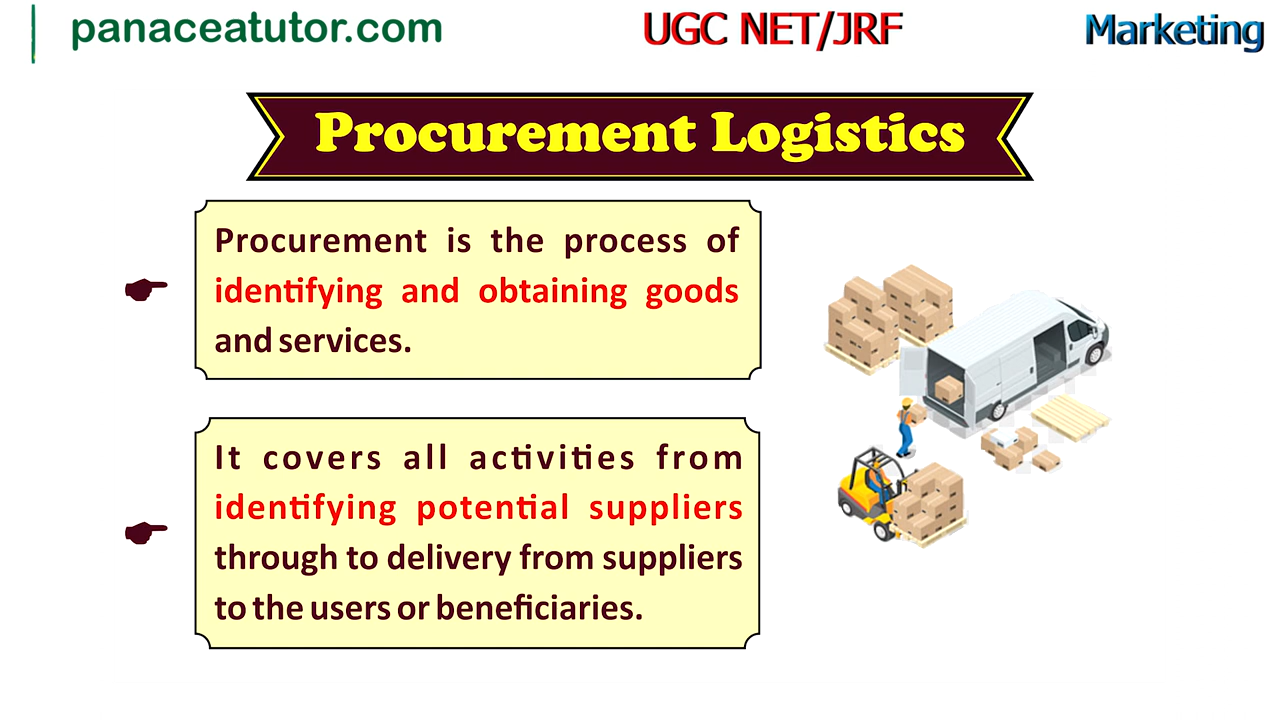 panaceatutor.com
UGC NET/JRF
Marketing
Procurement Logistics
Procurement is the process of
identifying and obtaining goods
and services.
It covers all activities from
identifying potential suppliers
through to delivery from suppliers
to the users or beneficiaries.